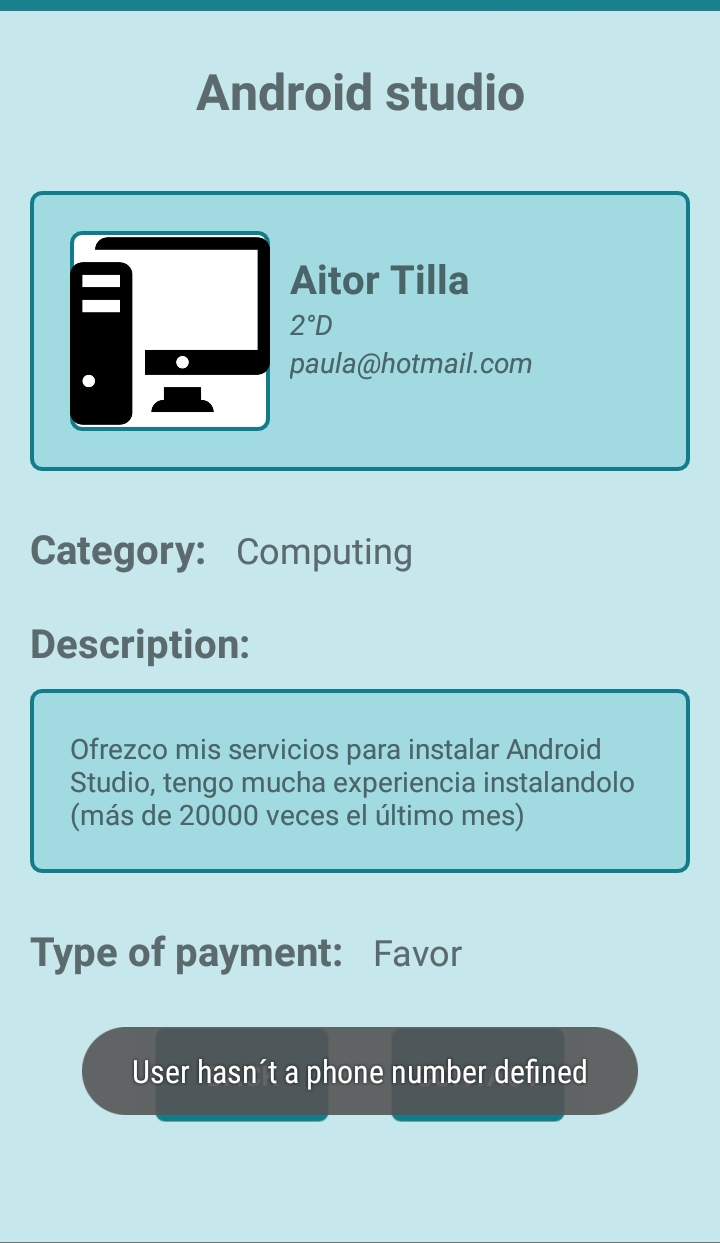 Android studio
Aitor Tilla
2°D
paula@hotmail.com
Category: Computing
Description:
Ofrezco mis servicios para instalar Android
Studio, tengo mucha experiencia instalandolo
(más de 20000 veces el último mes)
Type of payment: Favor
User hasn´t a phone number defined